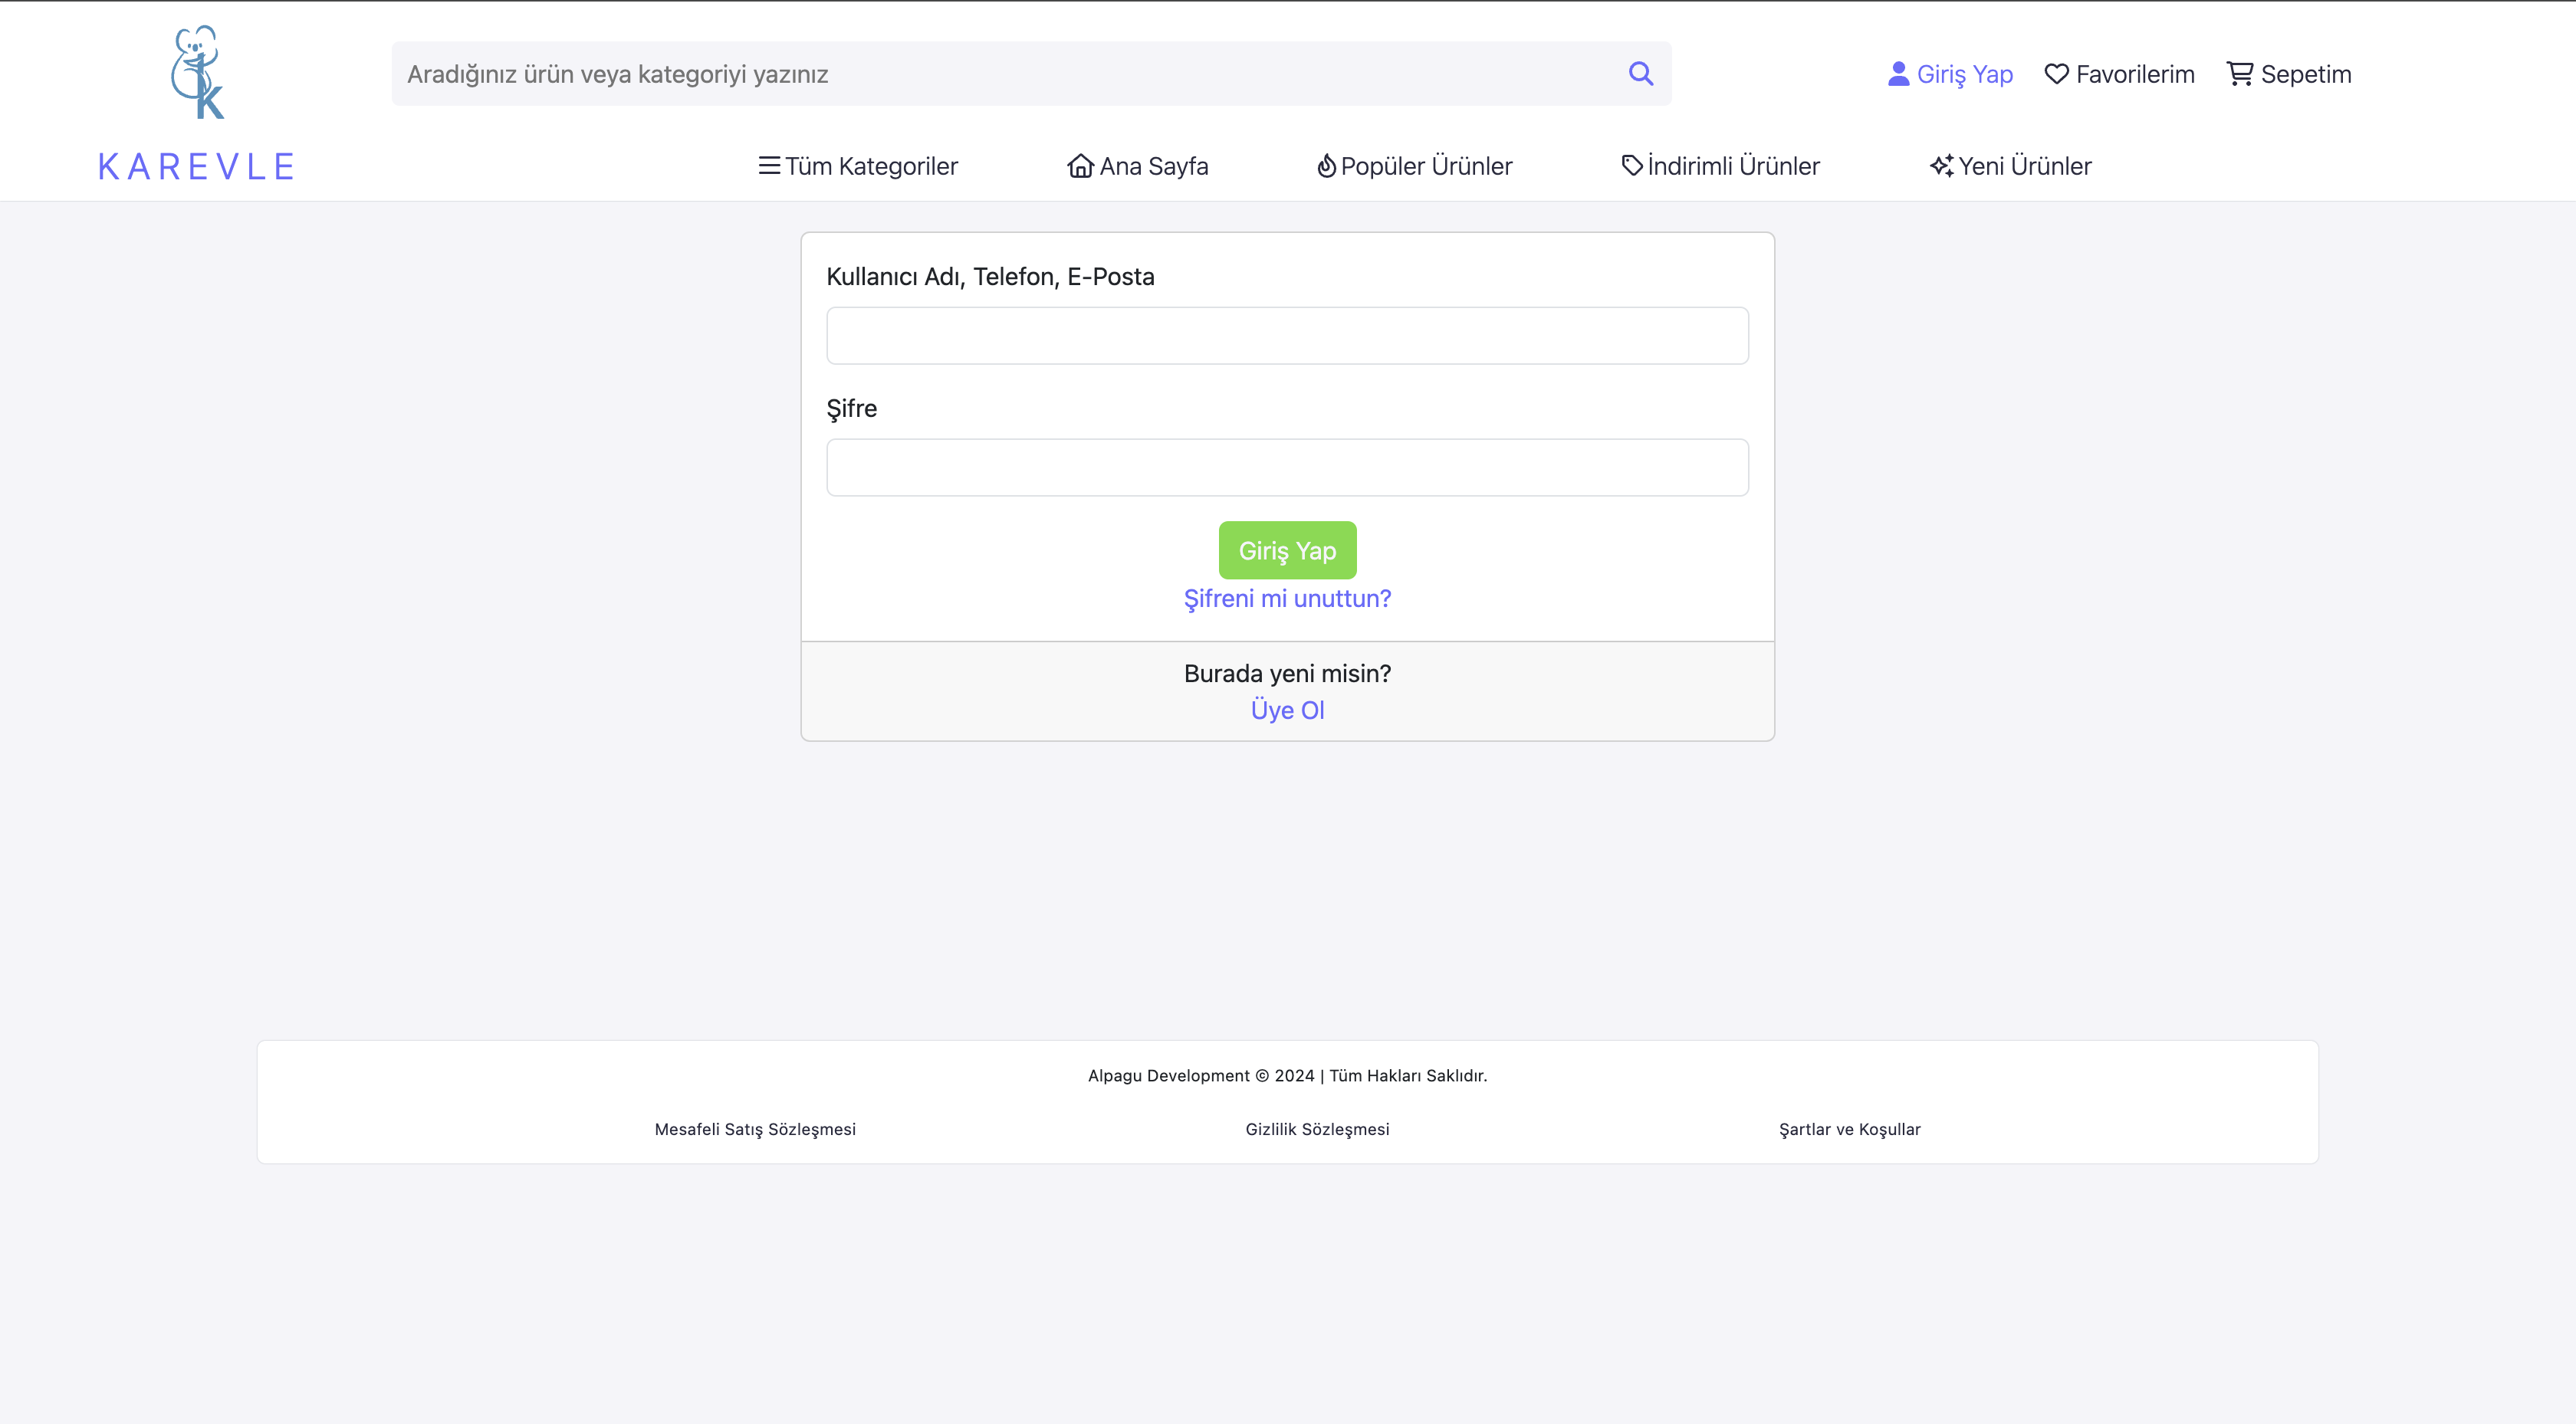 K
Aradığınız ürün veya kategoriyi yazınız
Giriş Yap
Favorilerim
Sepetim
KAREVLE
Tüm Kategoriler
Ana Sayfa
Popüler Ürünler
İndirimli Ürünler
Yeni Ürünler
Kullanıcı Adı, Telefon, E-Posta
Şifre
Giriş Yap
Şifreni mi unuttun?
Burada yeni misin?
Üye Ol
Alpagu Development © 2024 | Tüm Hakları Saklıdır.
Mesafeli Satış Sözleşmesi
Gizlilik Sözleşmesi
Şartlar ve Koşullar